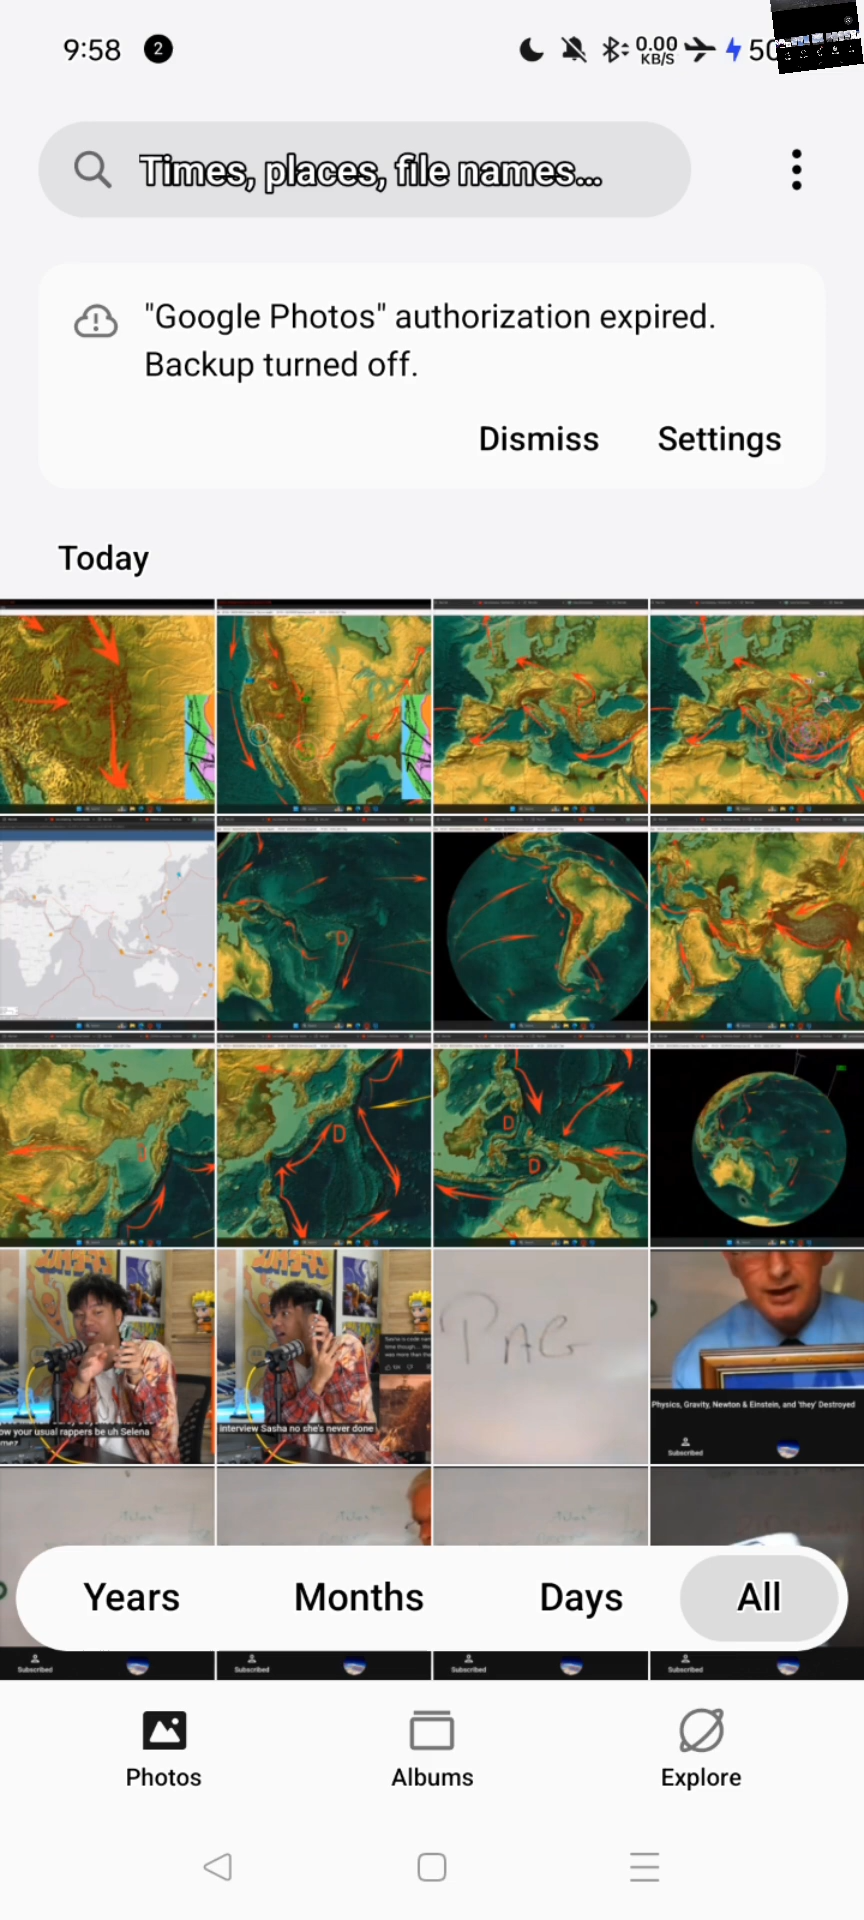 9:58 2 0.00 KB/S 50
Times, places, file names...
"Google Photos" authorization expired.
Backup turned off.
Dismiss Settings
Today
D
D
D
D
PAG
ow your usual rappers be uh Selena
interview Sasha no she's never done
Physics, Gravity, Newton & Einstein, and 'they' Destroyed
Subscribed
Years Months Days All
Subscribed Subscribed Subscribed Subscribed
Photos Albums Explore